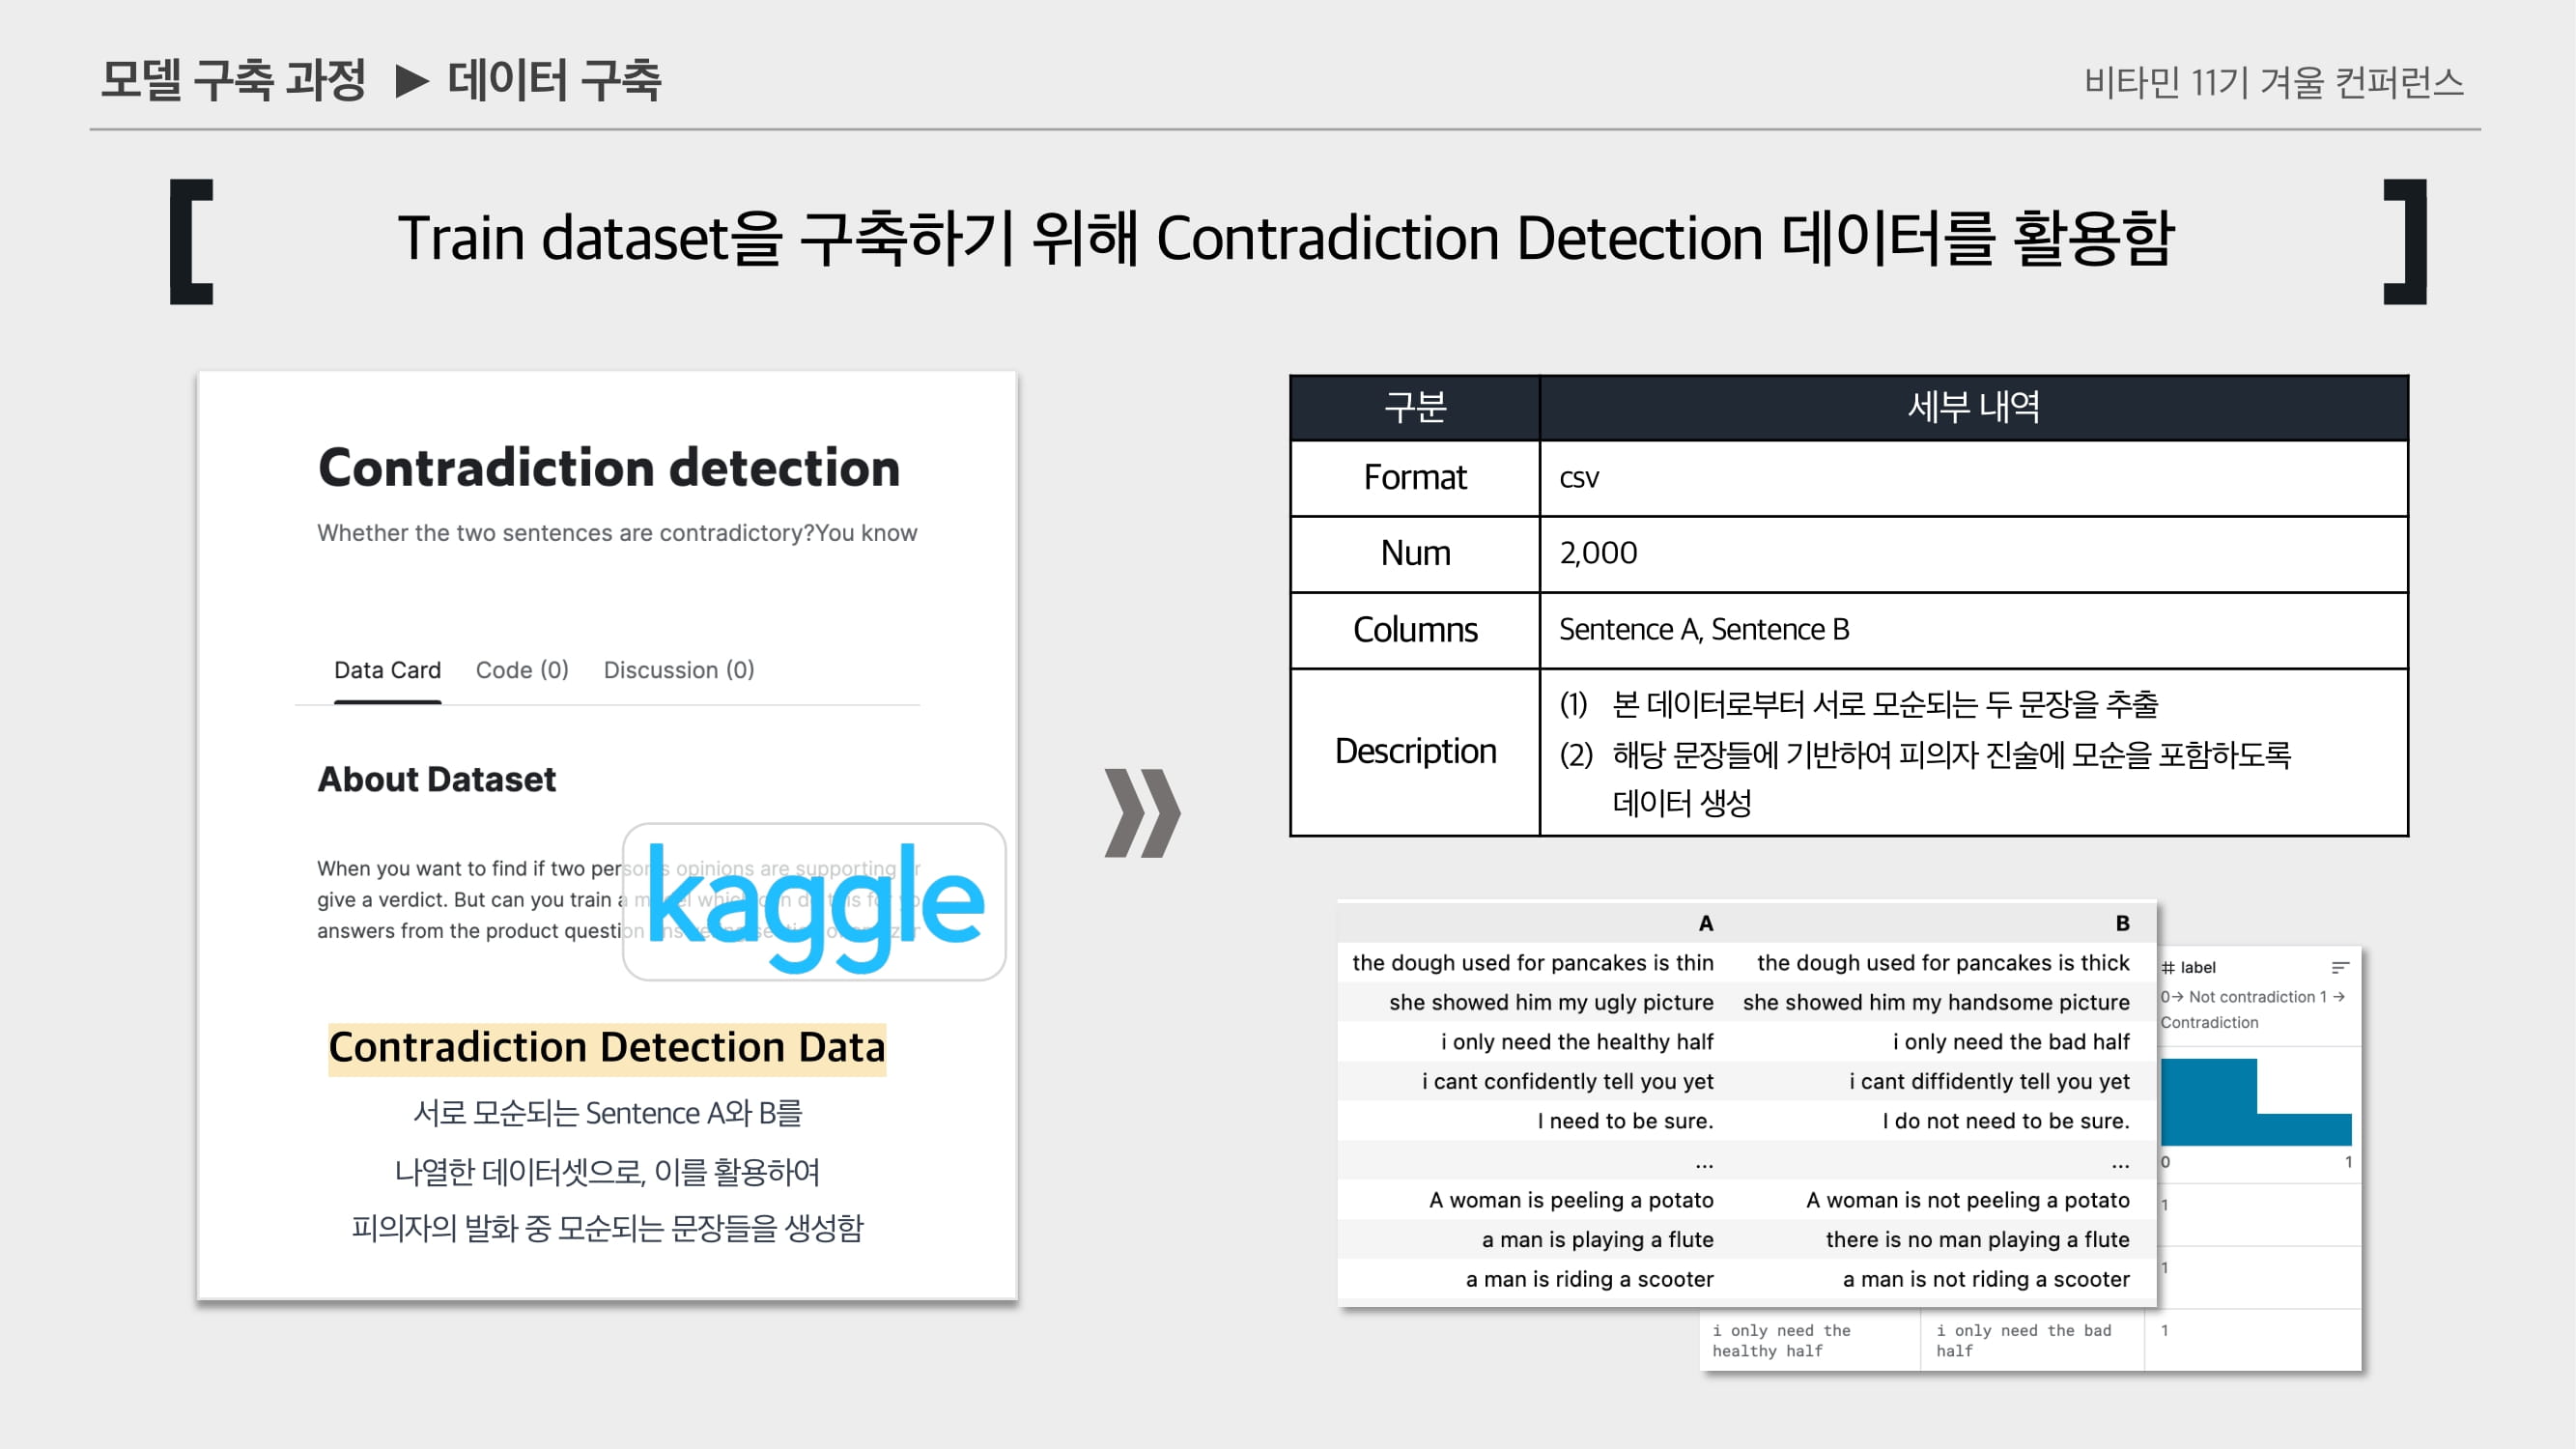 모델 구축 과정 ▶ 데이터 구축
비타민 11기 겨울 컨퍼런스
[ Train dataset을 구축하기 위해 Contradiction Detection 데이터를 활용함 ]
Contradiction detection
Whether the two sentences are contradictory?You know
Data Card Code (0) Discussion (0)
About Dataset
When you want to find if two person's opinions are supporting
give a verdict. But can you train a
answers from the product question
kaggle
Contradiction Detection Data
서로 모순되는 Sentence A와 B를
나열한 데이터셋으로, 이를 활용하여
피의자의 발화 중 모순되는 문장들을 생성함
구분 세부 내역
Format csv
Num 2,000
Columns Sentence A, Sentence B
Description
(1) 본 데이터로부터 서로 모순되는 두 문장을 추출
(2) 해당 문장들에 기반하여 피의자 진술에 모순을 포함하도록
데이터 생성
A B
the dough used for pancakes is thin the dough used for pancakes is thick
she showed him my ugly picture she showed him my handsome picture
i only need the healthy half i only need the bad half
i cant confidently tell you yet i cant diffidently tell you yet
I need to be sure. I do not need to be sure.
... ...
A woman is peeling a potato A woman is not peeling a potato
a man is playing a flute there is no man playing a flute
a man is riding a scooter a man is not riding a scooter
# label
0→ Not contradiction 1 →
Contradiction
0 1
1
1
i only need the i only need the bad 1
healthy half half